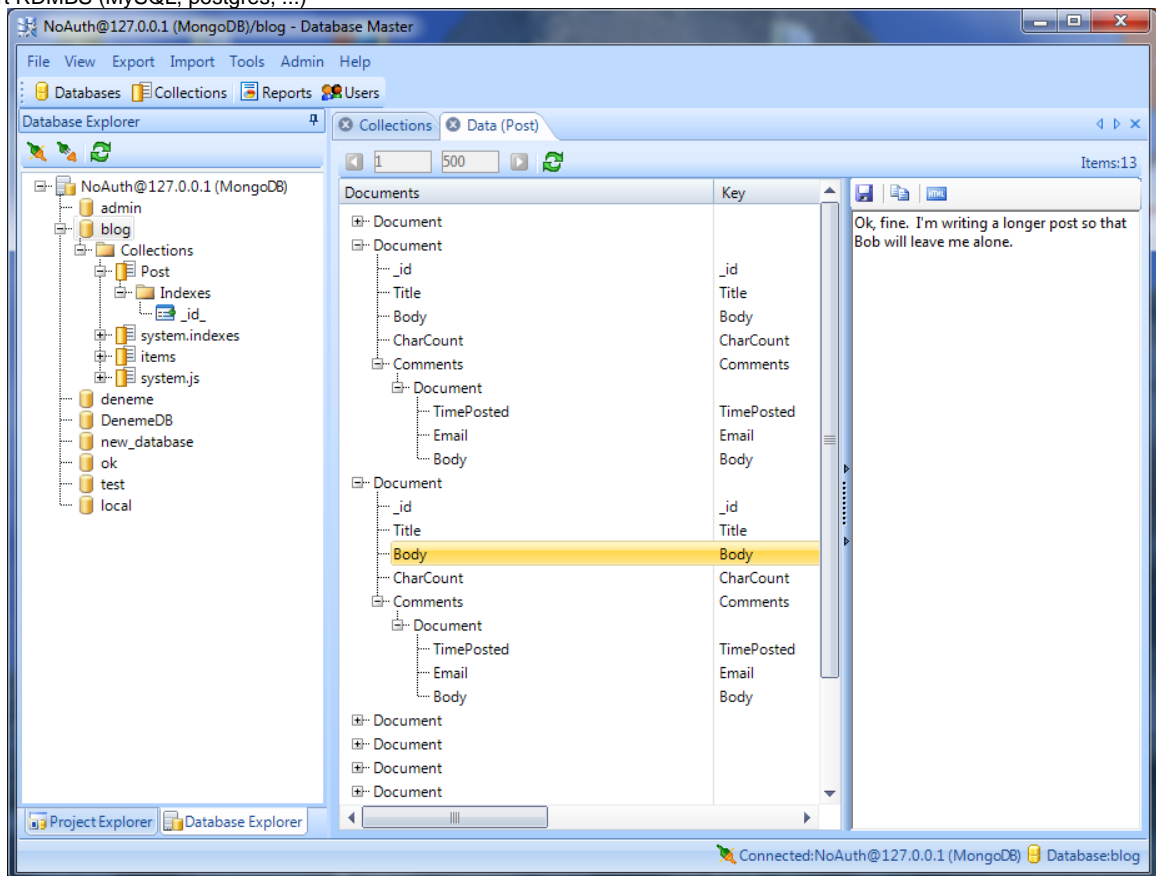 t RDMBS (MySQL, postgres, ...)
NoAuth@127.0.0.1 (MongoDB)/blog - Database Master
File View Export Import Tools Admin Help
Databases Collections Reports Users
Database Explorer
Collections Data (Post)
1 500 Items:13
NoAuth@127.0.0.1 (MongoDB)
admin
blog
Collections
Post
Indexes
_id_
system.indexes
items
system.js
deneme
DenemeDB
new_database
ok
test
local
Project Explorer Database Explorer
Documents Key
Document
Document
_id _id
Title Title
Body Body
CharCount CharCount
Comments Comments
Document
TimePosted TimePosted
Email Email
Body Body
Document
_id _id
Title Title
Body Body
CharCount CharCount
Comments Comments
Document
TimePosted TimePosted
Email Email
Body Body
Document
Document
Document
Document
HTML
Ok, fine. I'm writing a longer post so that
Bob will leave me alone.
Connected:NoAuth@127.0.0.1 (MongoDB) Database:blog